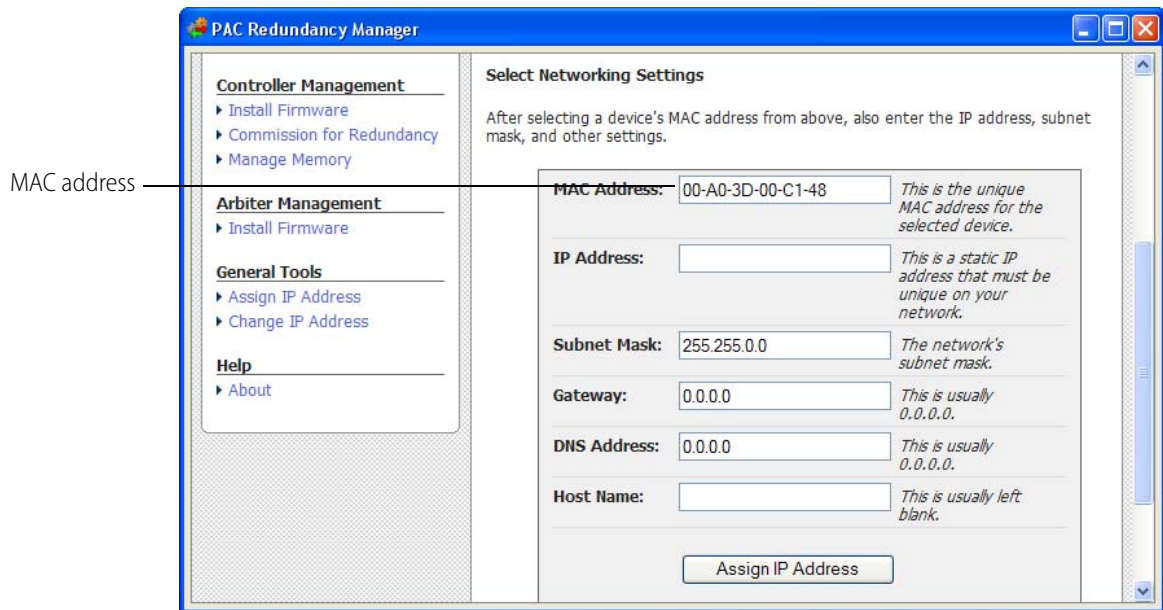 PAC Redundancy Manager
Controller Management
Install Firmware
Commission for Redundancy
Manage Memory
Arbiter Management
Install Firmware
General Tools
Assign IP Address
Change IP Address
Help
About
MAC address
Select Networking Settings
After selecting a device's MAC address from above, also enter the IP address, subnet
mask, and other settings.
MAC Address: 00-A0-3D-00-C1-48 This is the unique
MAC address for the
selected device.
IP Address: This is a static IP
address that must be
unique on your
network.
Subnet Mask: 255.255.0.0 The network's
subnet mask.
Gateway: 0.0.0.0 This is usually
0.0.0.0.
DNS Address: 0.0.0.0 This is usually
0.0.0.0.
Host Name: This is usually left
blank.
Assign IP Address